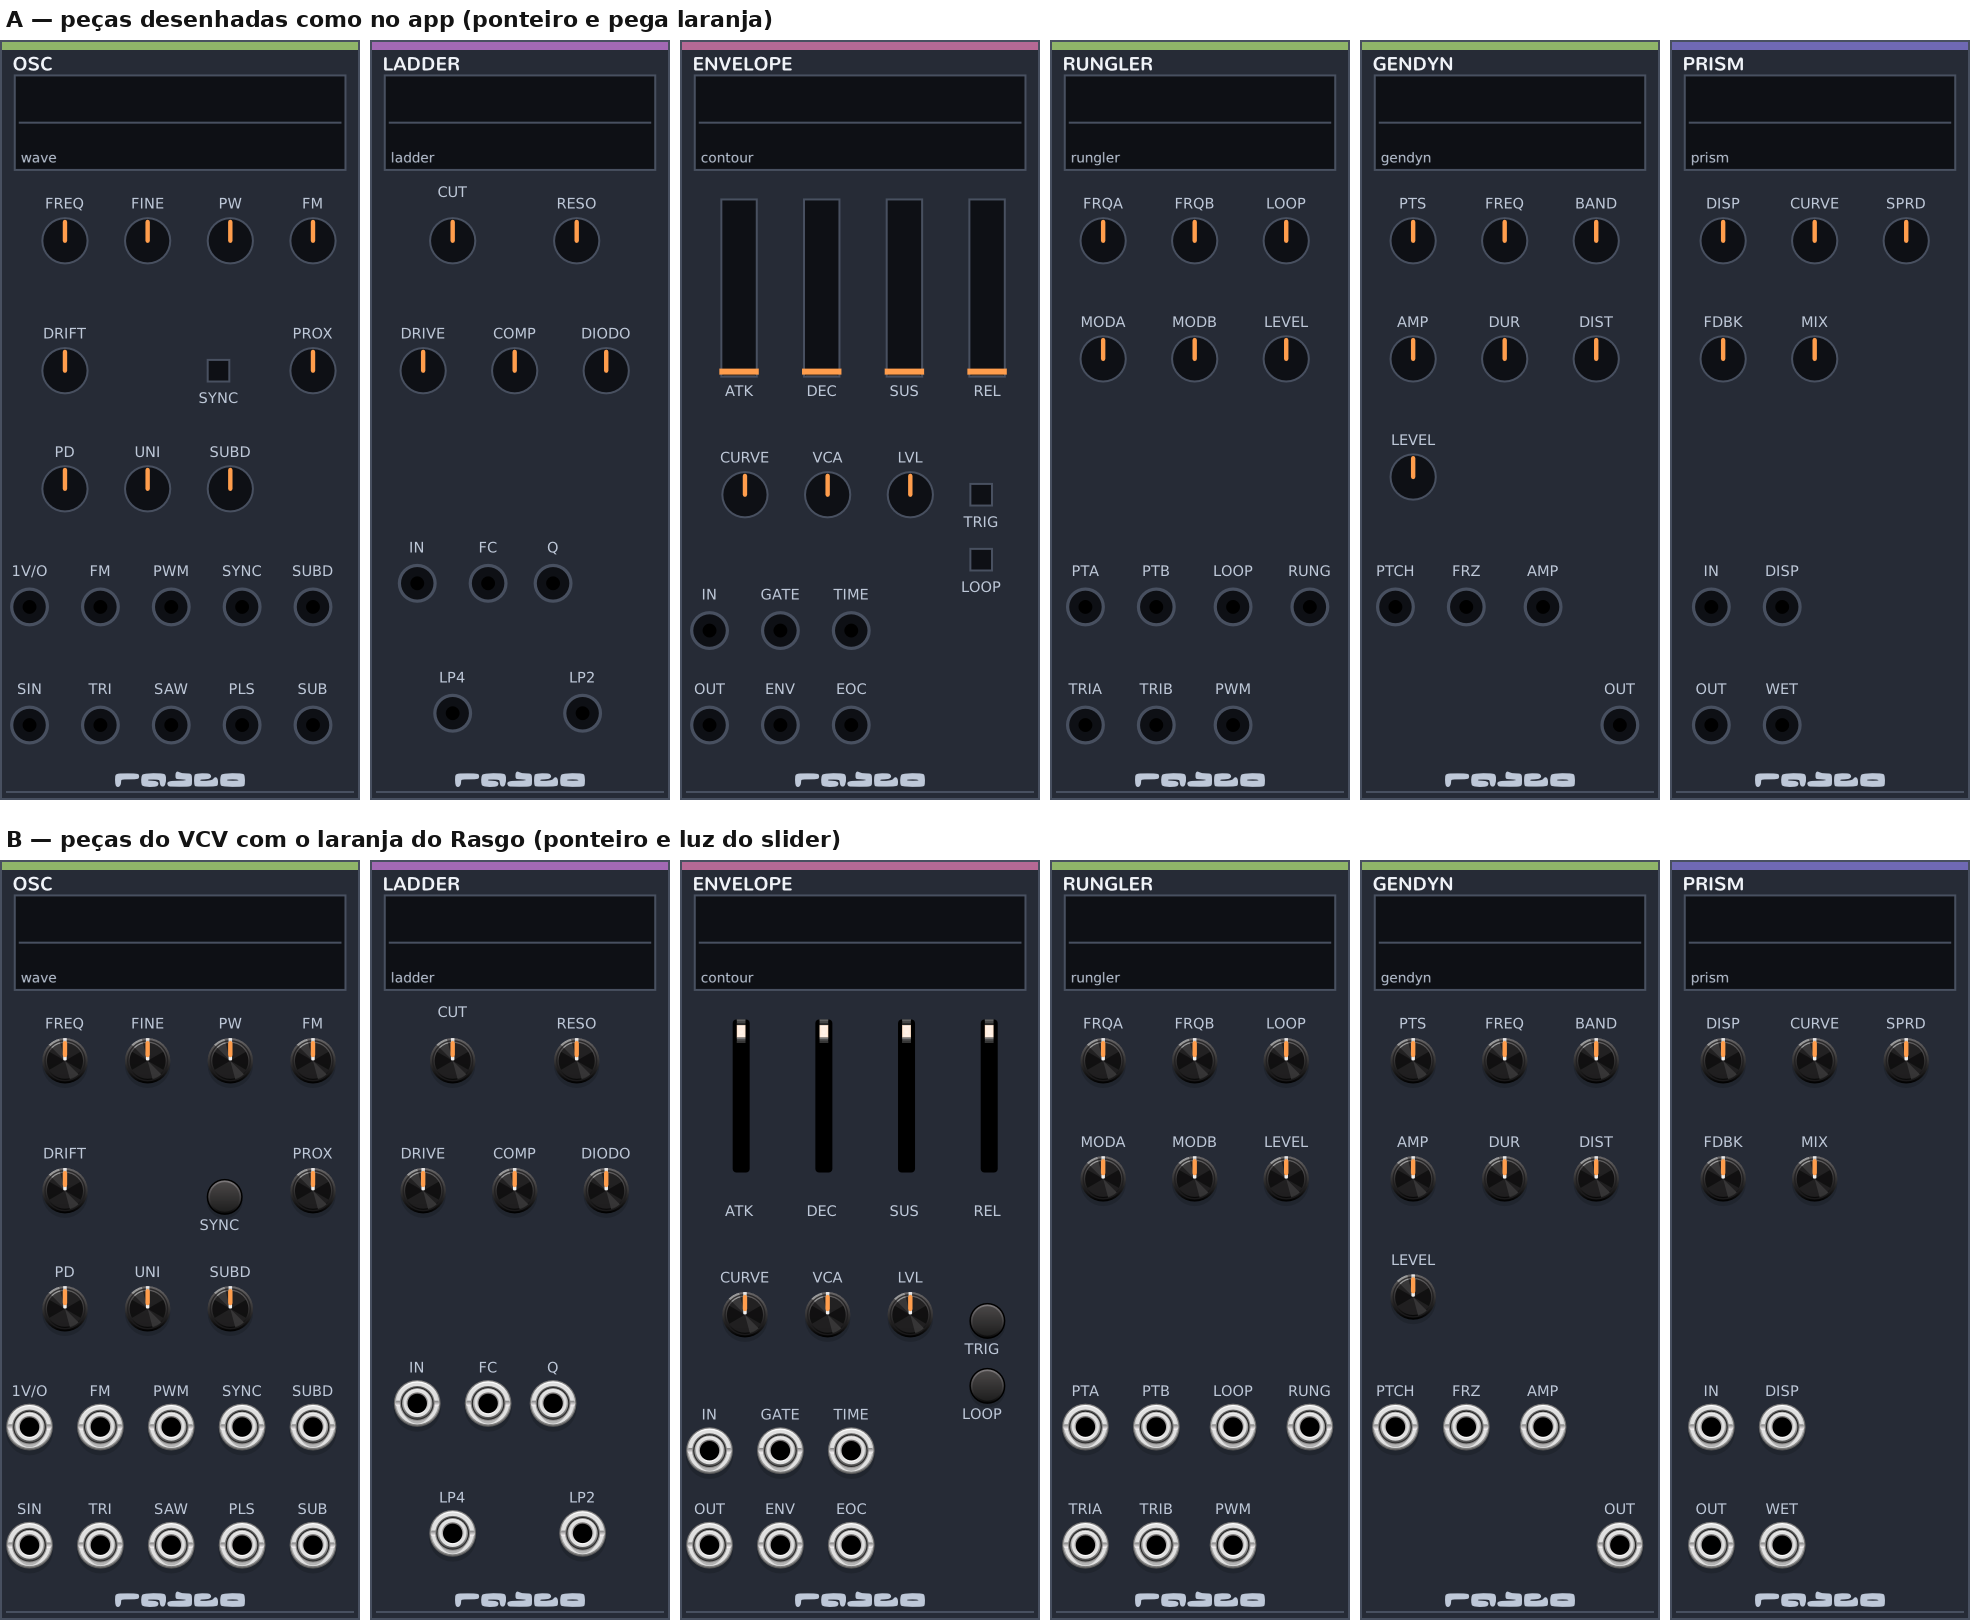 A — peças desenhadas como no app (ponteiro e pega laranja)
OSC LADDER ENVELOPE RUNGLER GENDYN PRISM
wave ladder contour rungler gendyn prism
CUT
FREQ FINE PW FM RESO FRQA FRQB LOOP PTS FREQ BAND DISP CURVE SPRD
MODA MODB LEVEL AMP DUR DIST FDBK MIX
DRIFT PROX DRIVE COMP DIODO
SYNC ATK DEC SUS REL
LEVEL
PD UNI SUBD CURVE VCA LVL
TRIG
IN FC Q
1V/O FM PWM SYNC SUBD PTA PTB LOOP RUNG PTCH FRZ AMP IN DISP
LOOP
IN GATE TIME
LP4 LP2
SIN TRI SAW PLS SUB OUT ENV EOC TRIA TRIB PWM OUT OUT WET
B — peças do VCV com o laranja do Rasgo (ponteiro e luz do slider)
OSC LADDER ENVELOPE RUNGLER GENDYN PRISM
wave ladder contour rungler gendyn prism
CUT
FREQ FINE PW FM RESO FRQA FRQB LOOP PTS FREQ BAND DISP CURVE SPRD
MODA MODB LEVEL AMP DUR DIST FDBK MIX
DRIFT PROX DRIVE COMP DIODO
SYNC ATK DEC SUS REL
LEVEL
PD UNI SUBD CURVE VCA LVL
TRIG
IN FC Q
1V/O FM PWM SYNC SUBD PTA PTB LOOP RUNG PTCH FRZ AMP IN DISP
LOOP
IN GATE TIME
LP4 LP2
SIN TRI SAW PLS SUB OUT ENV EOC TRIA TRIB PWM OUT OUT WET